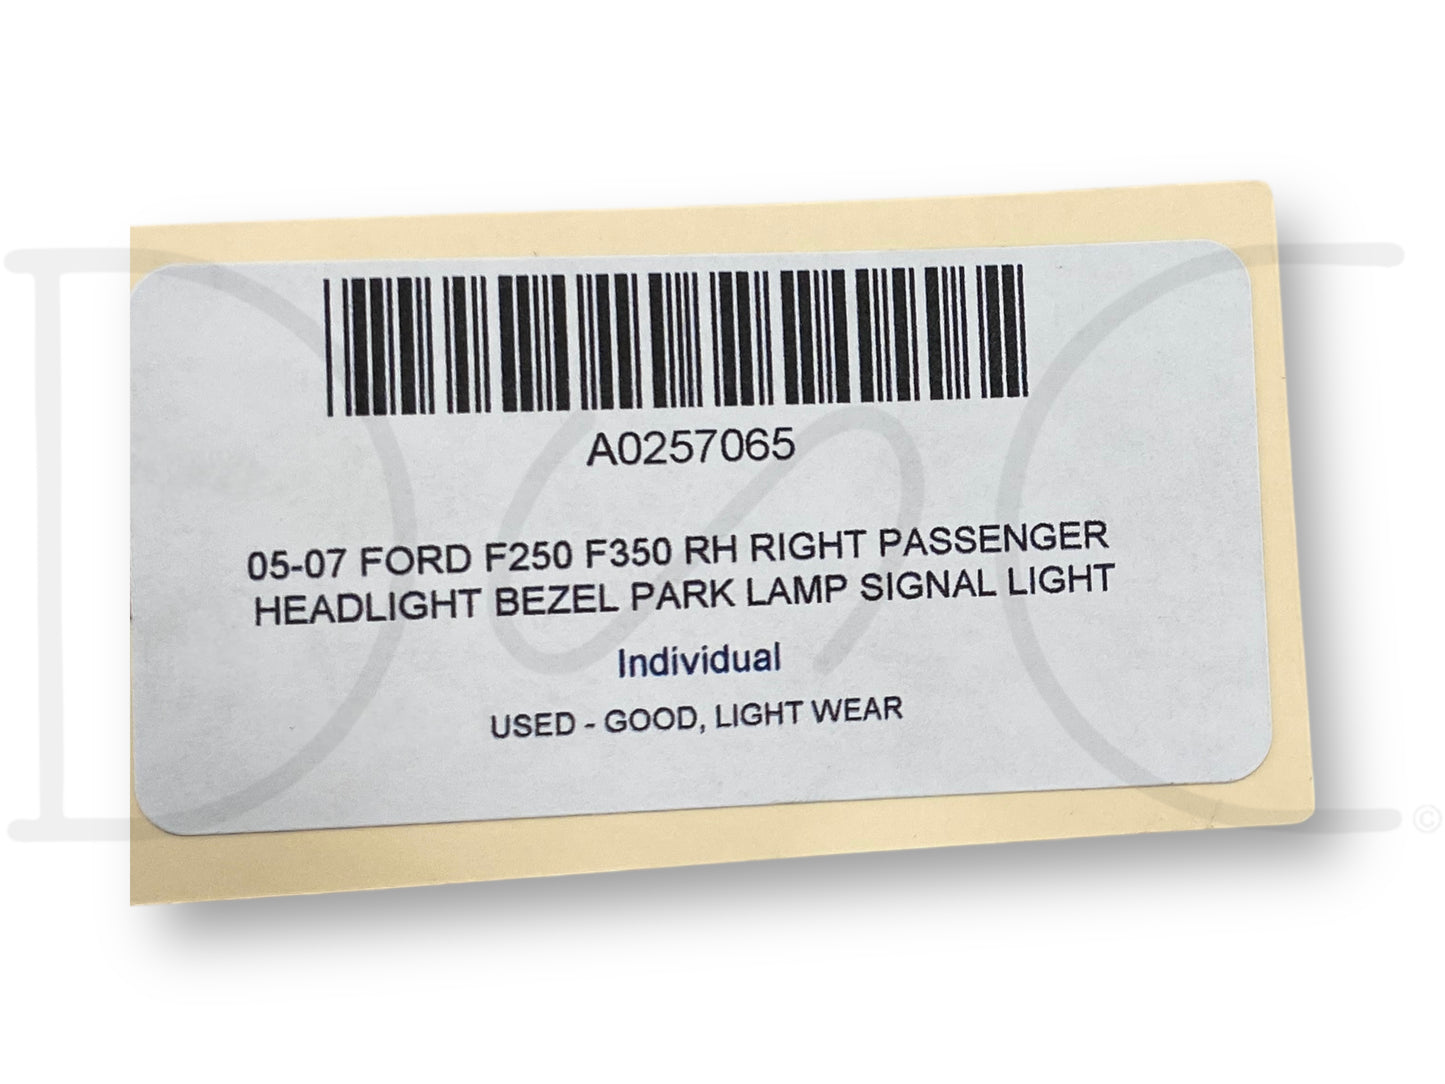 A0257065
05-07 FORD F250 F350 RH RIGHT PASSENGER
HEADLIGHT BEZEL PARK LAMP SIGNAL LIGHT
Individual
USED - GOOD, LIGHT WEAR
DSC
©